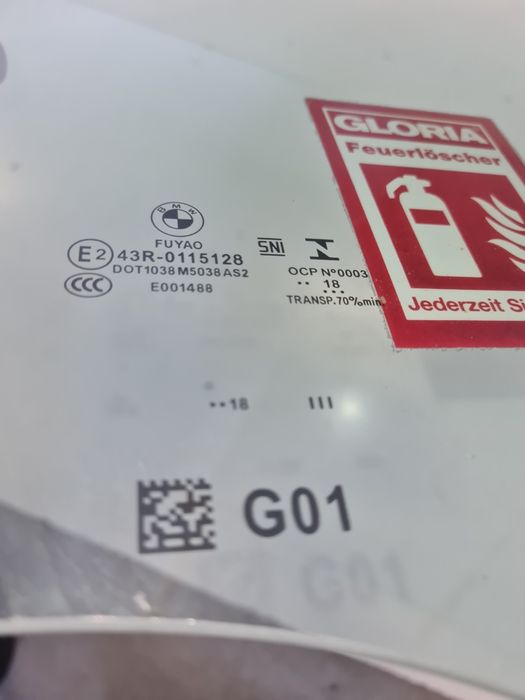 GLORIA
Feuerlöscher
Jederzeit Si
BMW
FUYAO
E2 43R-0115128
DOT1038 M5038 AS2
CCC E001488
SNI
OCP N°0003
•• 18
•••
TRANSP.70%min
••18 III
G01
G01